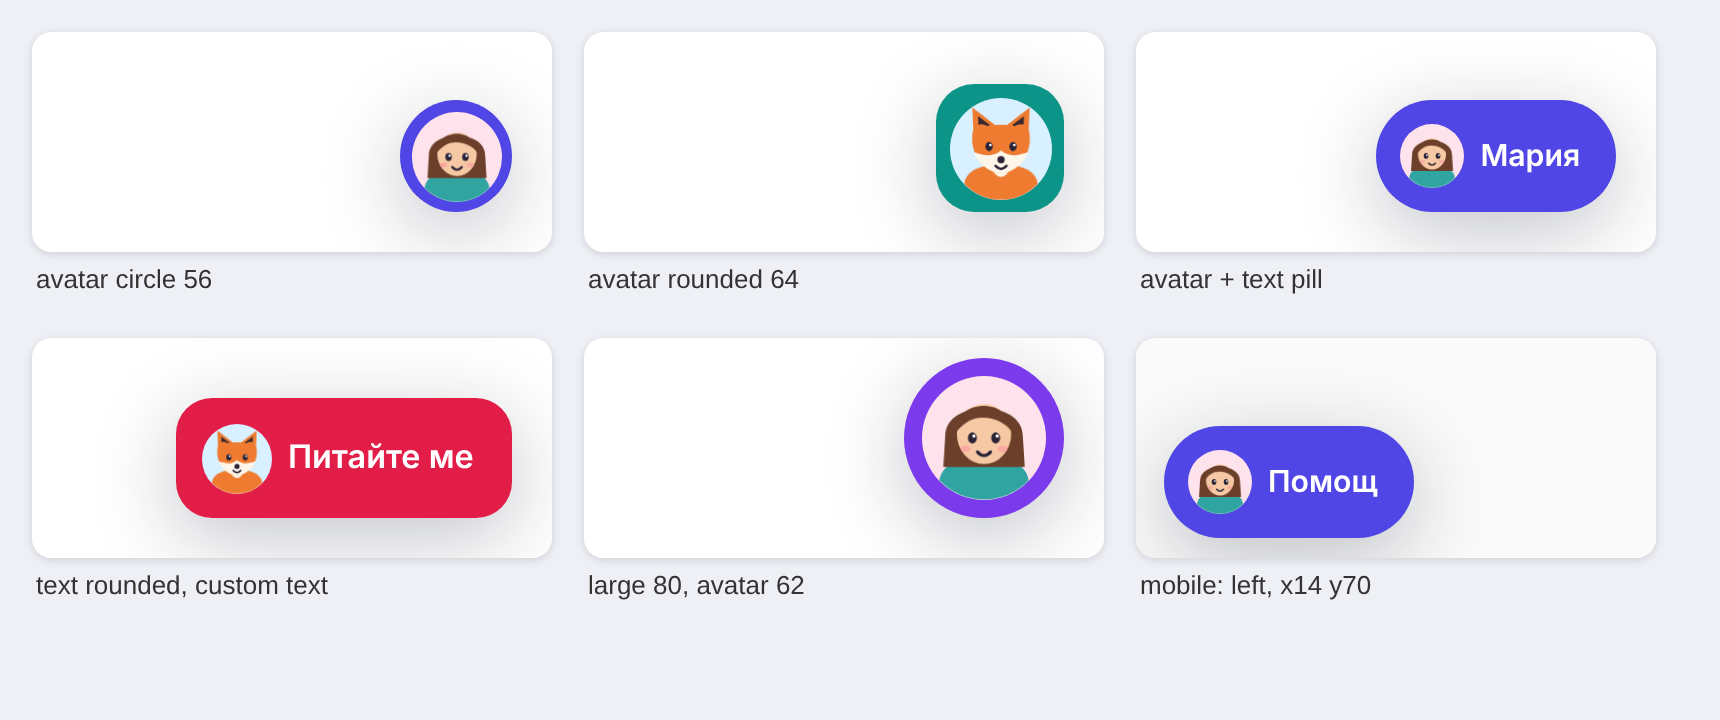 Мария
avatar circle 56
avatar rounded 64
avatar + text pill
Питайте ме
Помощ
text rounded, custom text
large 80, avatar 62
mobile: left, x14 y70